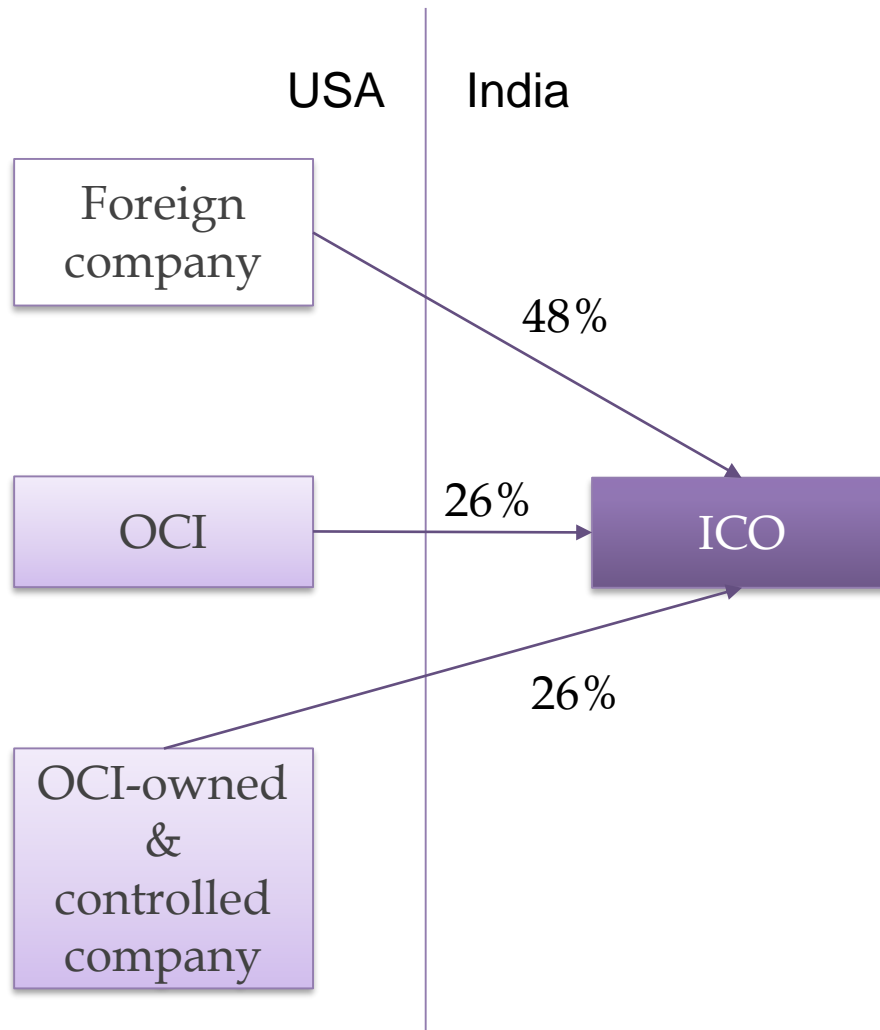 USA
India
Foreign
company
48%
OCI
26%
ICO
26%
OCI-owned
&
controlled
company